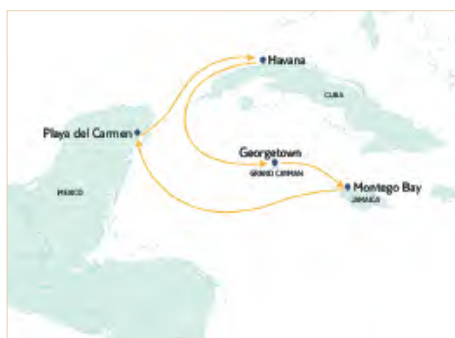 Havana
CUBA
Playa del Carmen
Georgetown
GRAND CAYMAN
MEXICO
Montego Bay
JAMAICA